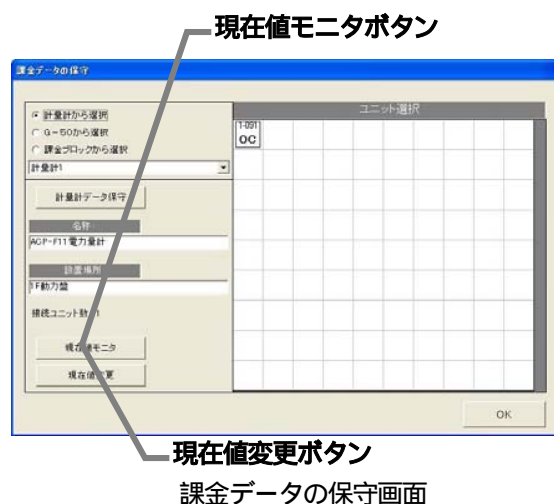 現在値モニタボタン
課金データの保守
計量計から選択
G-50から選択
課金ブロックから選択
計量計1
計量計データ保守
名称
AGP-F11電力量計
設置場所
1F動力盤
接続ユニット数 1
現在値モニタ
現在値変更
ユニット選択
1-091
OC
OK
現在値変更ボタン
課金データの保守画面